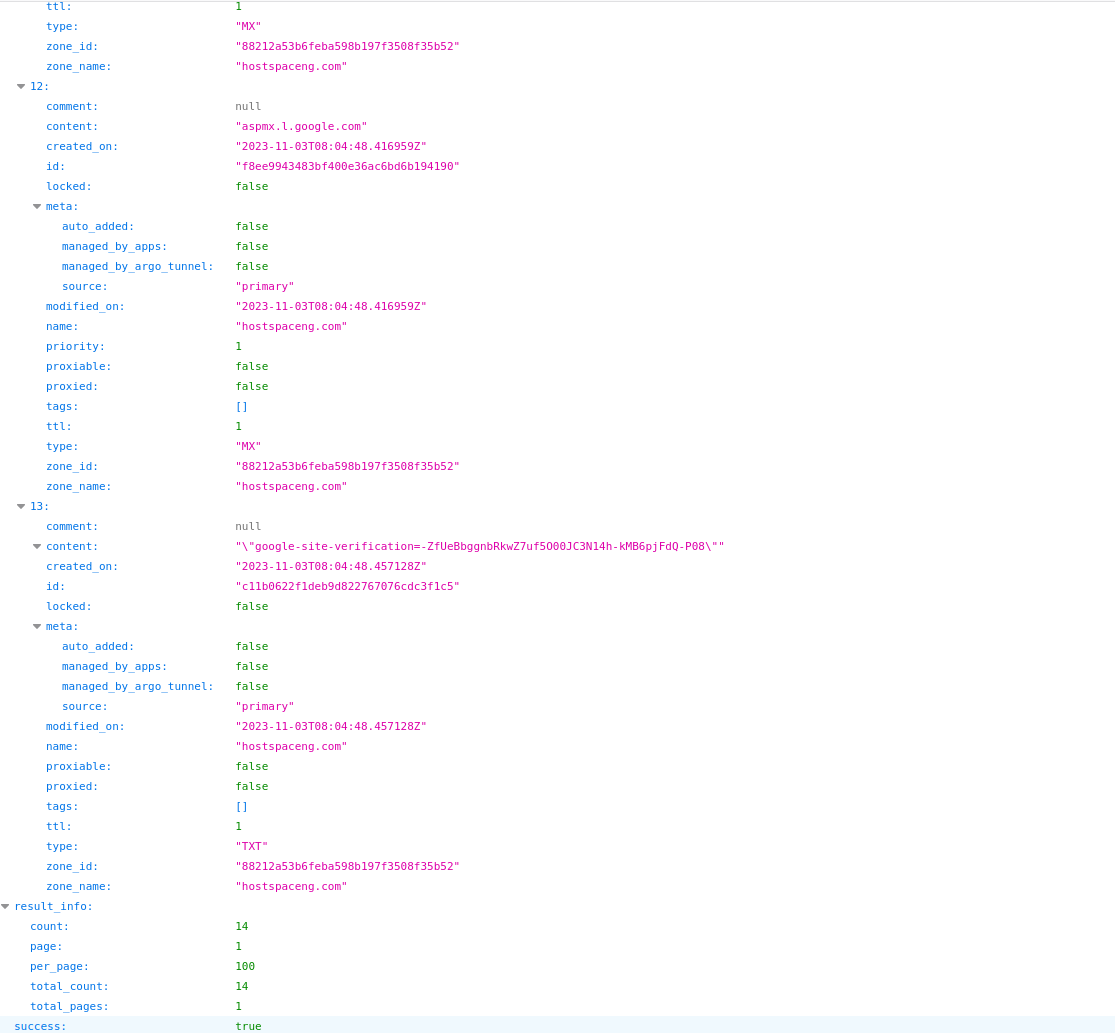 ttl: 1
type: "MX"
zone_id: "88212a53b6feba598b197f3508f35b52"
zone_name: "hostspaceng.com"
12:
comment: null
content: "aspmx.l.google.com"
created_on: "2023-11-03T08:04:48.416959Z"
id: "f8ee9943483bf400e36ac6bd6b194190"
locked: false
meta:
auto_added: false
managed_by_apps: false
managed_by_argo_tunnel: false
source: "primary"
modified_on: "2023-11-03T08:04:48.416959Z"
name: "hostspaceng.com"
priority: 1
proxiable: false
proxied: false
tags: []
ttl: 1
type: "MX"
zone_id: "88212a53b6feba598b197f3508f35b52"
zone_name: "hostspaceng.com"
13:
comment: null
content: "\"google-site-verification=-ZfUeBbggnbRkwZ7uf5O00JC3N14h-kMB6pjFdQ-P08\""
created_on: "2023-11-03T08:04:48.457128Z"
id: "c11b0622f1deb9d822767076cdc3f1c5"
locked: false
meta:
auto_added: false
managed_by_apps: false
managed_by_argo_tunnel: false
source: "primary"
modified_on: "2023-11-03T08:04:48.457128Z"
name: "hostspaceng.com"
proxiable: false
proxied: false
tags: []
ttl: 1
type: "TXT"
zone_id: "88212a53b6feba598b197f3508f35b52"
zone_name: "hostspaceng.com"
result_info:
count: 14
page: 1
per_page: 100
total_count: 14
total_pages: 1
success: true